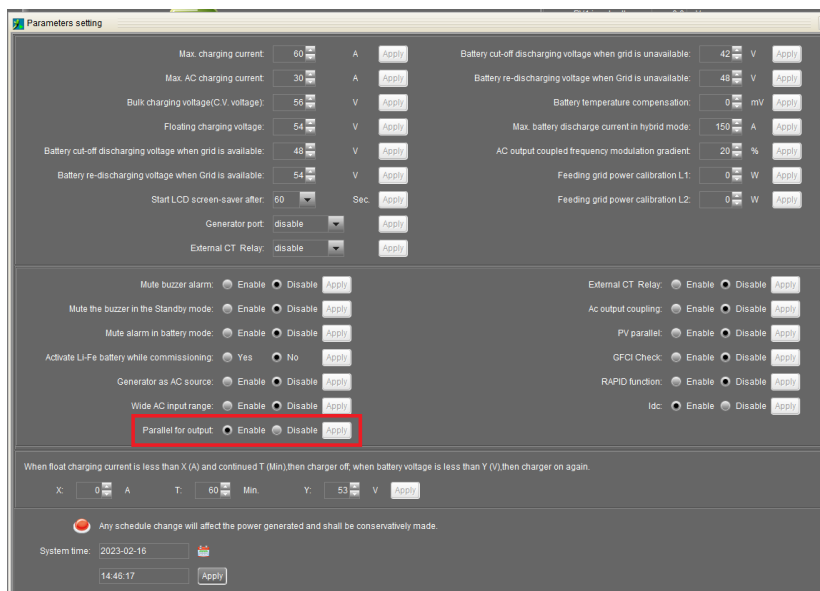 Parameters setting
Max. charging current: 60 A Apply
Max. AC charging current: 30 A Apply
Bulk charging voltage(C.V. voltage): 56 V Apply
Floating charging voltage: 54 V Apply
Battery cut-off discharging voltage when grid is available: 48 V Apply
Battery re-discharging voltage when Grid is available: 54 V Apply
Start LCD screen-saver after: 60 Sec. Apply
Generator port: disable Apply
External CT Relay: disable Apply
Battery cut-off discharging voltage when grid is unavailable: 42 V Apply
Battery re-discharging voltage when Grid is unavailable: 48 V Apply
Battery temperature compensation: 0 mV Apply
Max. battery discharge current in hybrid mode: 150 A Apply
AC output coupled frequency modulation gradient: 20 % Apply
Feeding grid power calibration L1: 0 W Apply
Feeding grid power calibration L2: 0 W Apply
Mute buzzer alarm: Enable Disable Apply
Mute the buzzer in the Standby mode: Enable Disable Apply
Mute alarm in battery mode: Enable Disable Apply
Activate Li-Fe battery while commissioning: Yes No Apply
Generator as AC source: Enable Disable Apply
Wide AC input range: Enable Disable Apply
Parallel for output: Enable Disable Apply
External CT Relay: Enable Disable Apply
Ac output coupling: Enable Disable Apply
PV parallel: Enable Disable Apply
GFCI Check: Enable Disable Apply
RAPID function: Enable Disable Apply
Idc: Enable Disable Apply
When float charging current is less than X (A) and continued T (Min),then charger off, when battery voltage is less than Y (V),then charger on again.
X: 0 A T: 60 Min. Y: 53 V Apply
Any schedule change will affect the power generated and shall be conservatively made.
System time: 2023-02-16
14:46:17 Apply